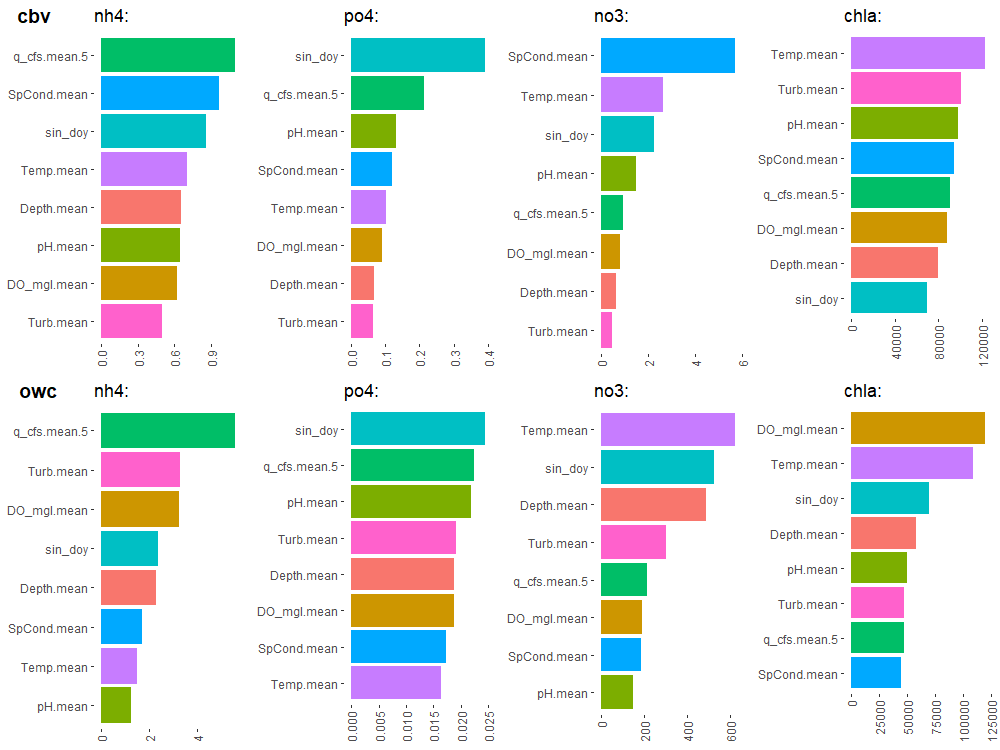 cbv nh4: po4: no3: chla:
q_cfs.mean.5
SpCond.mean
sin_doy
Temp.mean
Depth.mean
pH.mean
DO_mgl.mean
Turb.mean
0.0 0.3 0.6 0.9
sin_doy
q_cfs.mean.5
pH.mean
SpCond.mean
Temp.mean
DO_mgl.mean
Depth.mean
Turb.mean
0.0 0.1 0.2 0.3 0.4
SpCond.mean
Temp.mean
sin_doy
pH.mean
q_cfs.mean.5
DO_mgl.mean
Depth.mean
Turb.mean
0 2 4 6
Temp.mean
Turb.mean
pH.mean
SpCond.mean
q_cfs.mean.5
DO_mgl.mean
Depth.mean
sin_doy
0 40000 80000 120000
owc nh4: po4: no3: chla:
q_cfs.mean.5
Turb.mean
DO_mgl.mean
sin_doy
Depth.mean
SpCond.mean
Temp.mean
pH.mean
0 2 4
sin_doy
q_cfs.mean.5
pH.mean
Turb.mean
Depth.mean
DO_mgl.mean
SpCond.mean
Temp.mean
0.000 0.005 0.010 0.015 0.020 0.025
Temp.mean
sin_doy
Depth.mean
Turb.mean
q_cfs.mean.5
DO_mgl.mean
SpCond.mean
pH.mean
0 200 400 600
DO_mgl.mean
Temp.mean
sin_doy
Depth.mean
pH.mean
Turb.mean
q_cfs.mean.5
SpCond.mean
0 25000 50000 75000 100000 125000